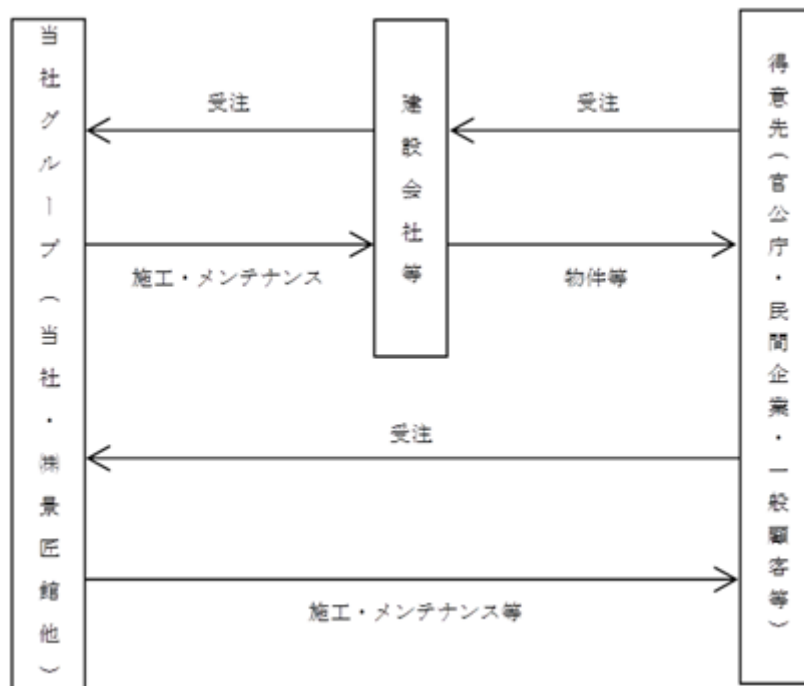 当社グループ(当社・㈱景匠館他)
受注
建設会社等
受注
得意先(官公庁・民間企業・一般顧客等)
施工・メンテナンス
物件等
受注
施工・メンテナンス等